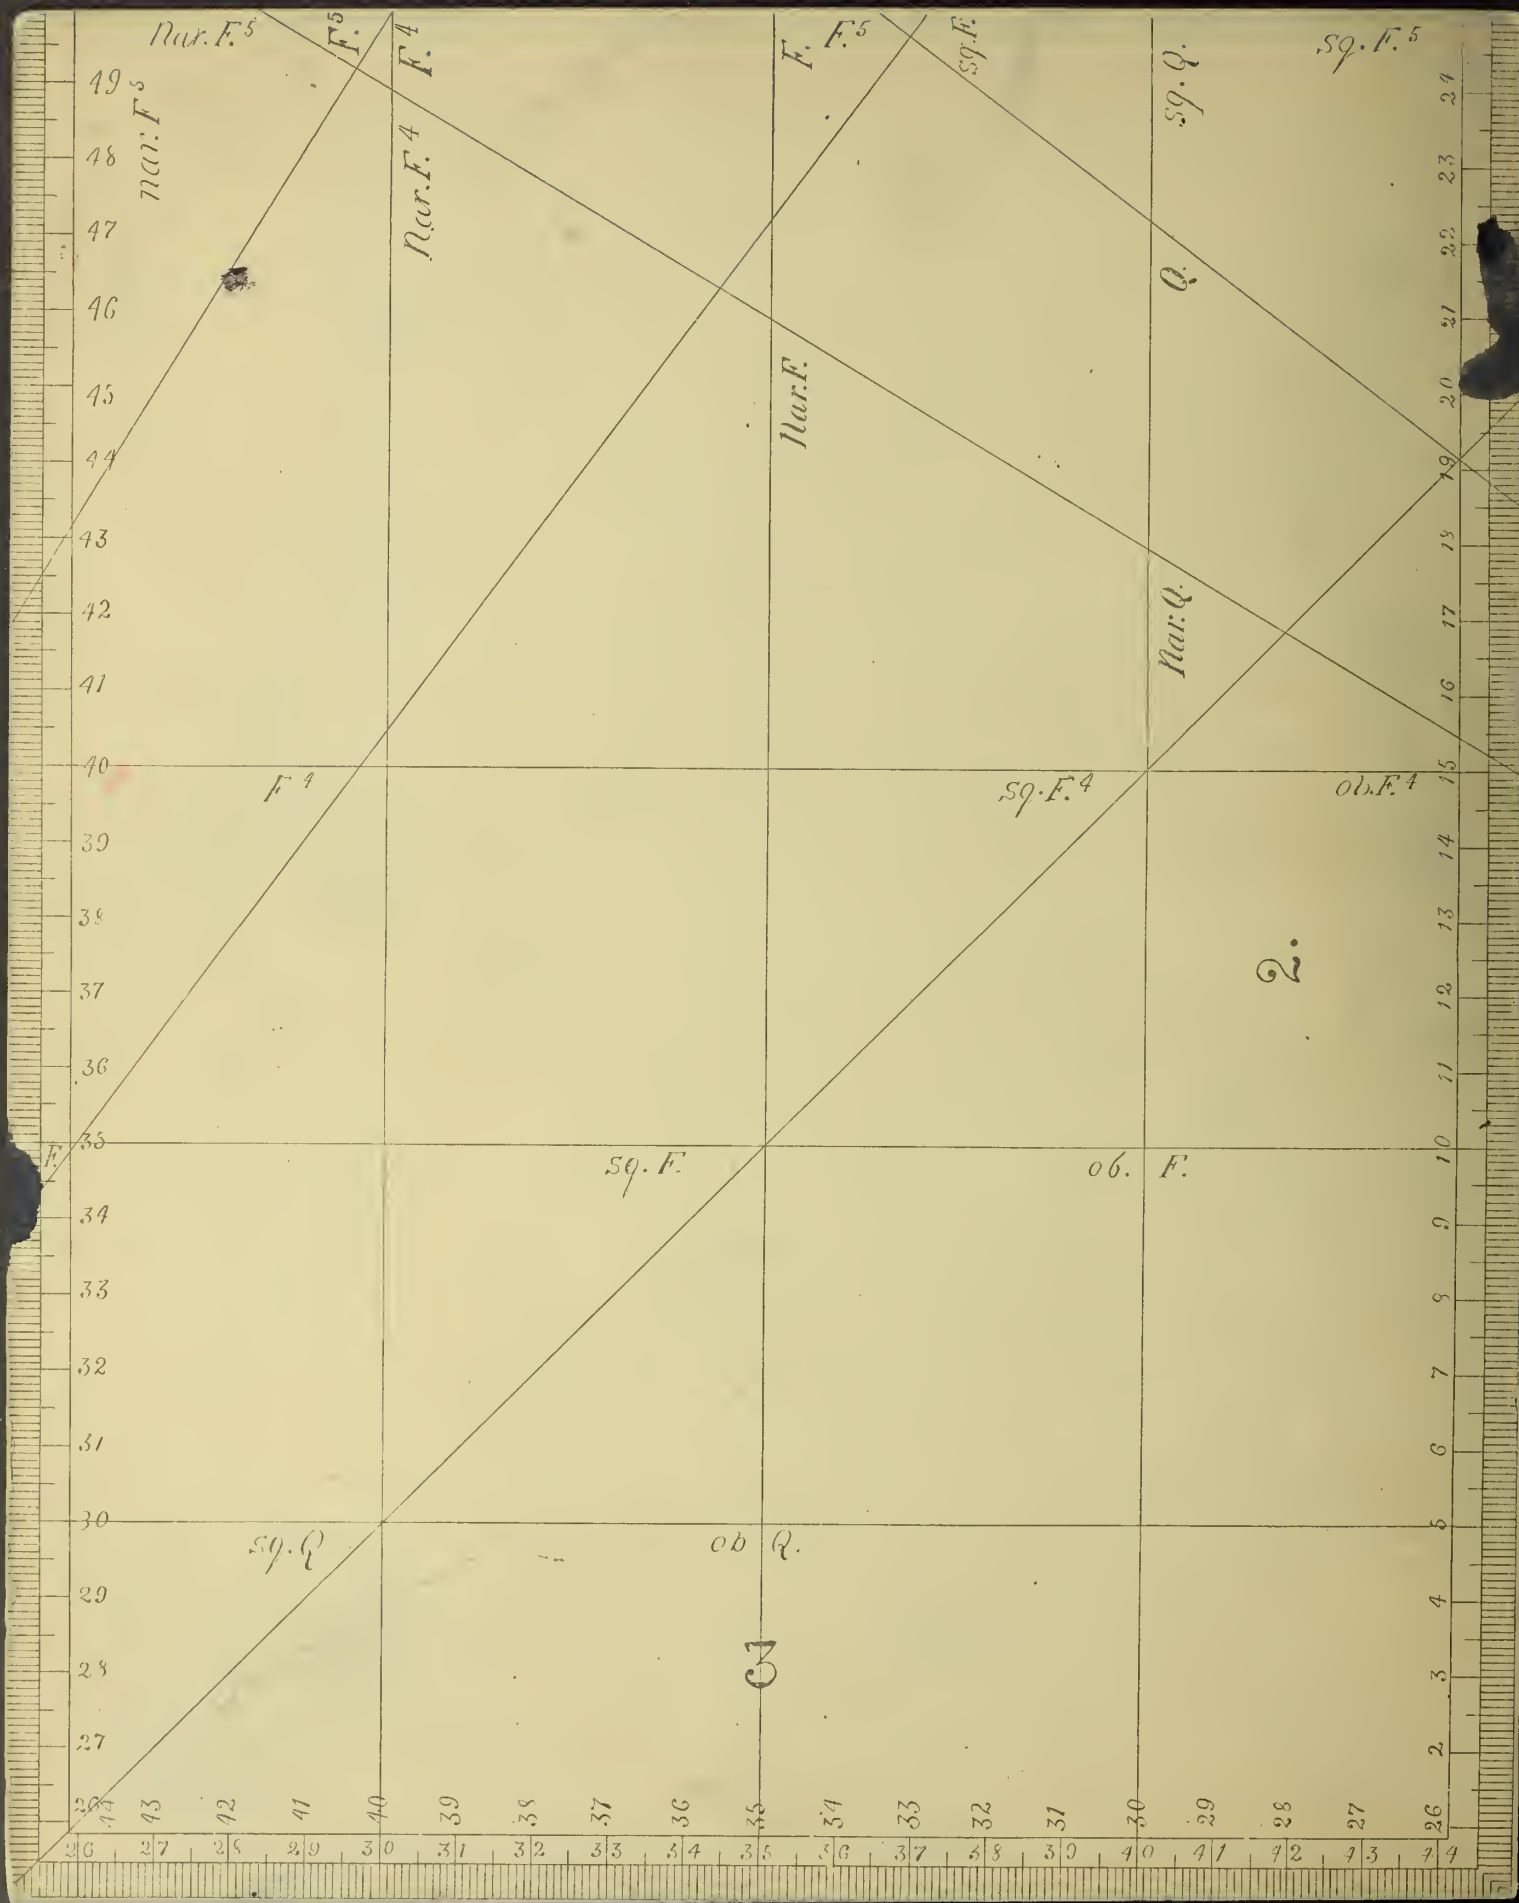 Nar. F.⁵
F.⁵
F.⁴
F.
F.⁵
sq. F.
sq. Q.
sq. F.⁵
nar. F⁵
Nar. F.⁴
Q.
Nar. F.
Nar. Q.
F⁴
sq. F.⁴
ob. F.⁴
2.
F.
sq. F.
ob. F.
sq. Q
ob Q.
3
49
48
47
46
45
44
43
42
41
40
39
38
37
36
35
34
33
32
31
30
29
28
27
26
24
23
22
21
20
19
18
17
16
15
14
13
12
11
10
9
8
7
6
5
4
3
2
44 43 42 41 40 39 38 37 36 35 34 33 32 31 30 29 28 27 26
26 27 28 29 30 31 32 33 34 35 36 37 38 39 40 41 42 43 44